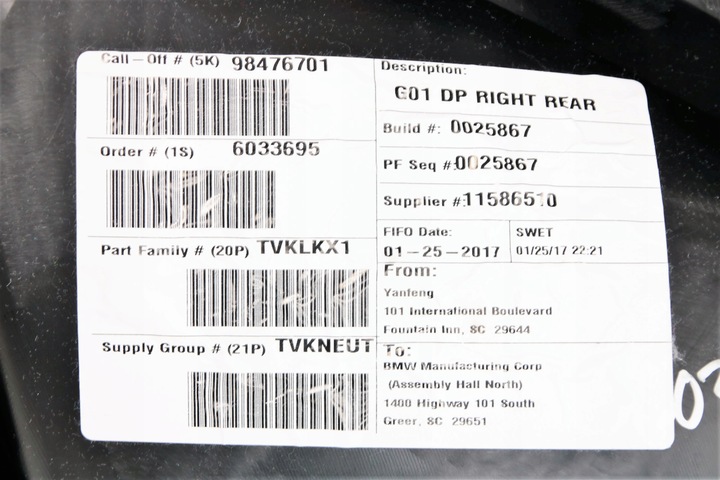 Call-Off # (5K) 98476701
Order # (1S) 6033695
Part Family # (20P) TVKLKX1
Supply Group # (21P) TVKNEUT
Description:
G01 DP RIGHT REAR
Build #: 0025867
PF Seq #:0025867
Supplier #:11586510
FIFO Date:
01-25-2017
SWET
01/25/17 22:21
From:
Yanfeng
101 International Boulevard
Fountain Inn, SC 29644
To:
BMW Manufacturing Corp
(Assembly Hall North)
1400 Highway 101 South
Greer, SC 29651